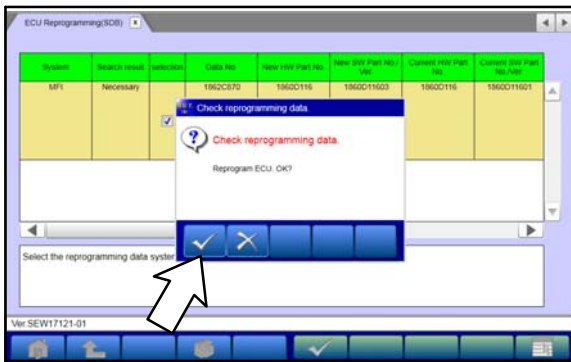 ECU Reprogramming(SDB) x
System Search result selection Data No. New HW Part No. New SW Part No./Ver. Current HW Part No. Current SW Part No./Ver.
MFI Necessary 1862C870 1860D116 1860D11603 1860D116 1860D11601
Check reprogramming data.
Check reprogramming data.
Reprogram ECU. OK?
Select the reprogramming data system
Ver.SEW17121-01